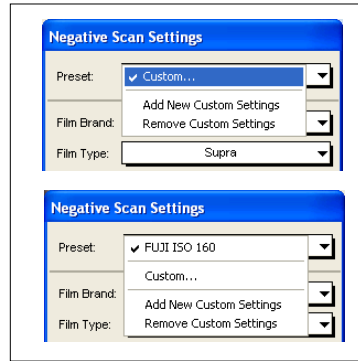 Negative Scan Settings
Preset: ✓ Custom...
Add New Custom Settings
Film Brand: Remove Custom Settings
Film Type: Supra
Negative Scan Settings
Preset: ✓ FUJI ISO 160
Custom...
Film Brand:
Add New Custom Settings
Film Type: Remove Custom Settings